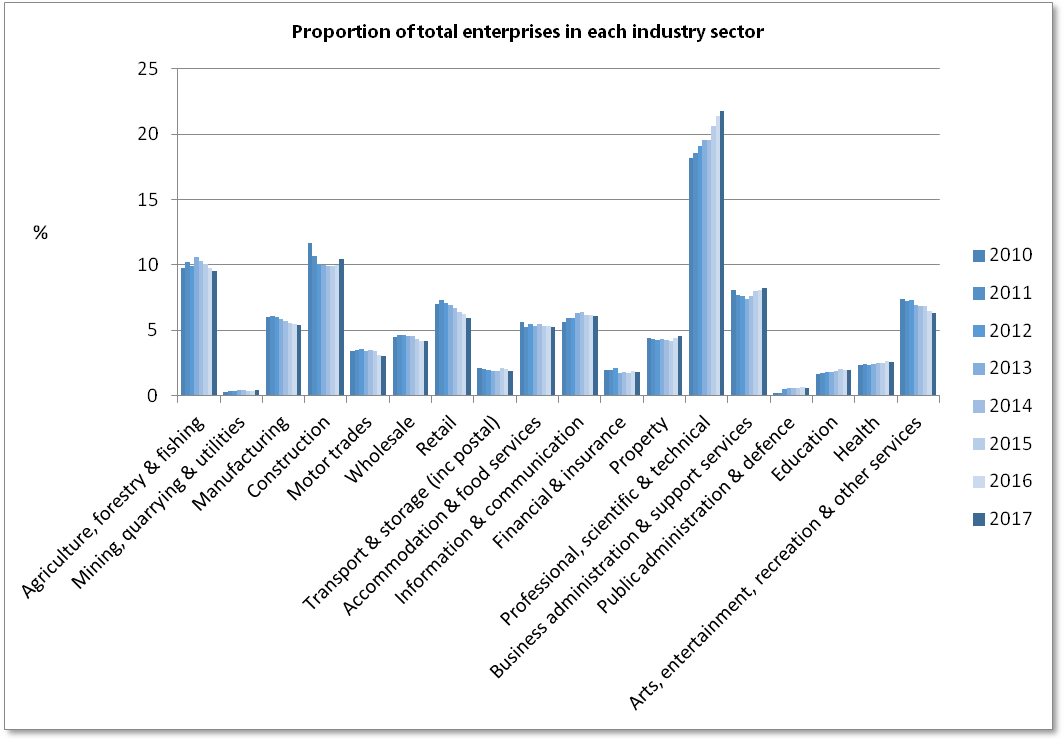 Proportion of total enterprises in each industry sector
25
20
15
10
5
0
%
Agriculture, forestry & fishing
Mining, quarrying & utilities
Manufacturing
Construction
Motor trades
Wholesale
Retail
Transport & storage (inc postal)
Accommodation & food services
Information & communication
Financial & insurance
Property
Professional, scientific & technical
Business administration & support services
Public administration & defence
Education
Health
Arts, entertainment, recreation & other services
2010
2011
2012
2013
2014
2015
2016
2017